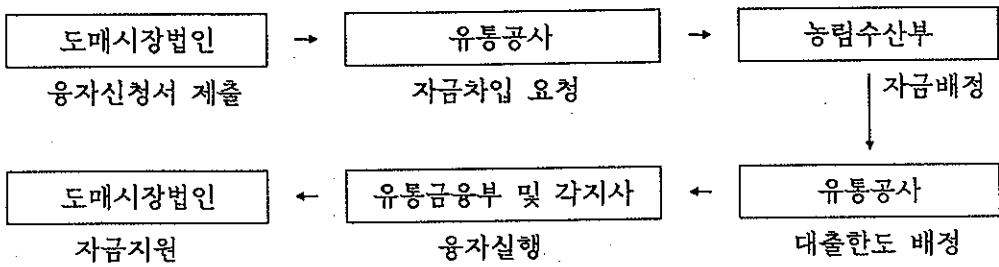 도매시장법인 → 유통공사 → 농림수산부
융자신청서 제출 자금차입 요청 자금배정
도매시장법인 ← 유통금융부 및 각지사 ← 유통공사
자금지원 융자실행 대출한도 배정